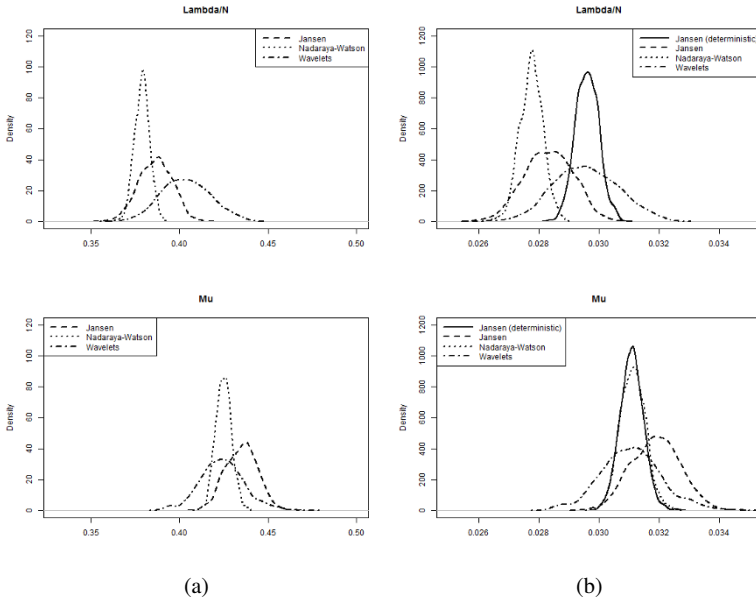 Lambda/N
Density
0 20 40 60 80 100 120
0.35 0.40 0.45 0.50
Jansen
Nadaraya-Watson
Wavelets
Lambda/N
Density
0 200 400 600 800 1000 1200
0.026 0.028 0.030 0.032 0.034
Jansen (deterministic)
Jansen
Nadaraya-Watson
Wavelets
Mu
Density
0 20 40 60 80 100 120
0.35 0.40 0.45 0.50
Jansen
Nadaraya-Watson
Wavelets
Mu
Density
0 200 400 600 800 1000 1200
0.026 0.028 0.030 0.032 0.034
Jansen (deterministic)
Jansen
Nadaraya-Watson
Wavelets
(a)
(b)